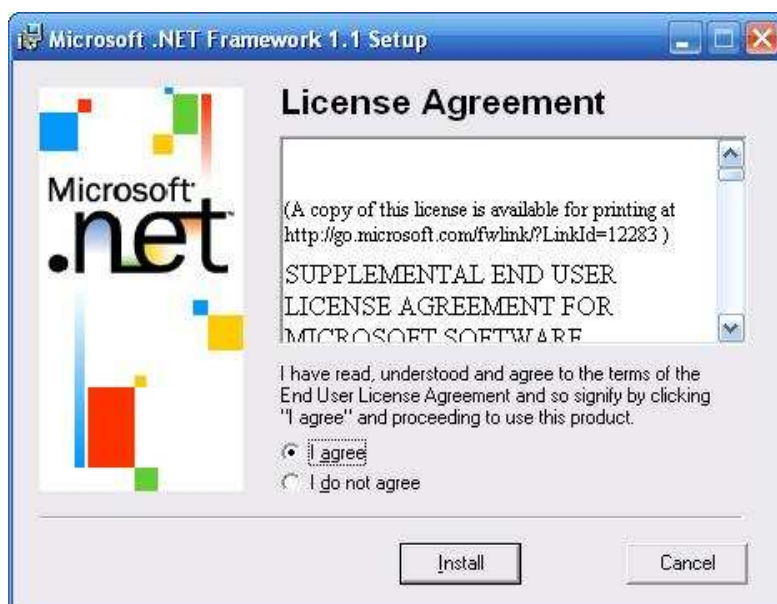 Microsoft .NET Framework 1.1 Setup
License Agreement
Microsoft
.net
(A copy of this license is available for printing at
http://go.microsoft.com/fwlink/?LinkId=12283 )
SUPPLEMENTAL END USER
LICENSE AGREEMENT FOR
MICROSOFT SOFTWARE
I have read, understood and agree to the terms of the
End User License Agreement and so signify by clicking
"I agree" and proceeding to use this product.
I agree
I do not agree
Install
Cancel